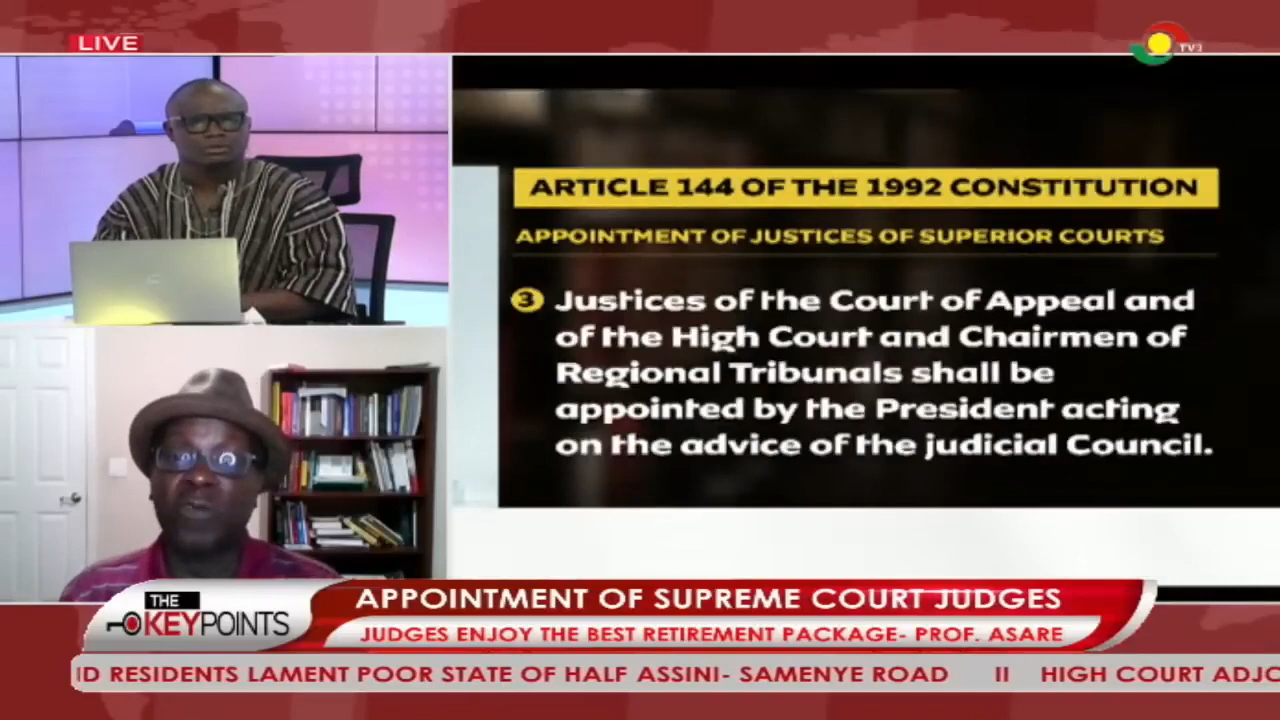 LIVE
TV3
ARTICLE 144 OF THE 1992 CONSTITUTION
APPOINTMENT OF JUSTICES OF SUPERIOR COURTS
3 Justices of the Court of Appeal and
of the High Court and Chairmen of
Regional Tribunals shall be
appointed by the President acting
on the advice of the judicial Council.
THE
KEYPOINTS
APPOINTMENT OF SUPREME COURT JUDGES
JUDGES ENJOY THE BEST RETIREMENT PACKAGE- PROF. ASARE
ID RESIDENTS LAMENT POOR STATE OF HALF ASSINI- SAMENYE ROAD II HIGH COURT ADJO